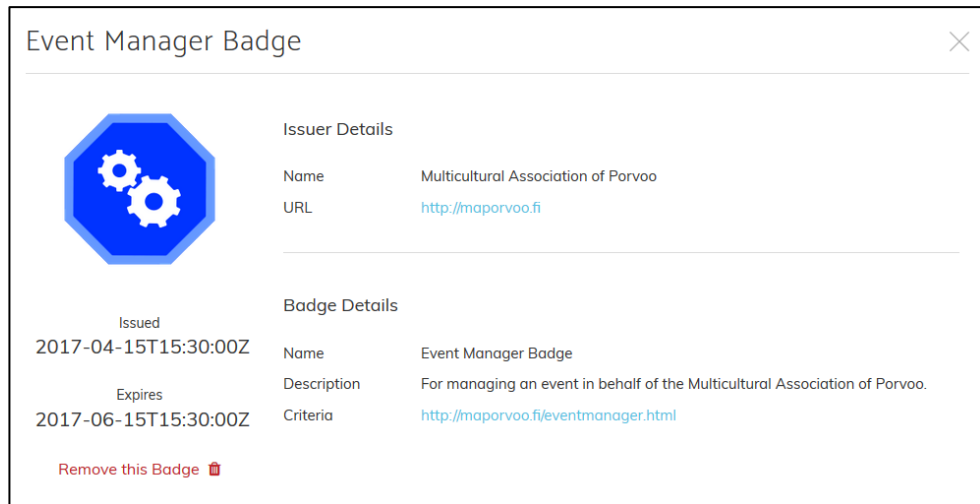 Event Manager Badge
Issued
2017-04-15T15:30:00Z
Expires
2017-06-15T15:30:00Z
Remove this Badge
Issuer Details
Name Multicultural Association of Porvoo
URL http://maporvoo.fi
Badge Details
Name Event Manager Badge
Description For managing an event in behalf of the Multicultural Association of Porvoo.
Criteria http://maporvoo.fi/eventmanager.html